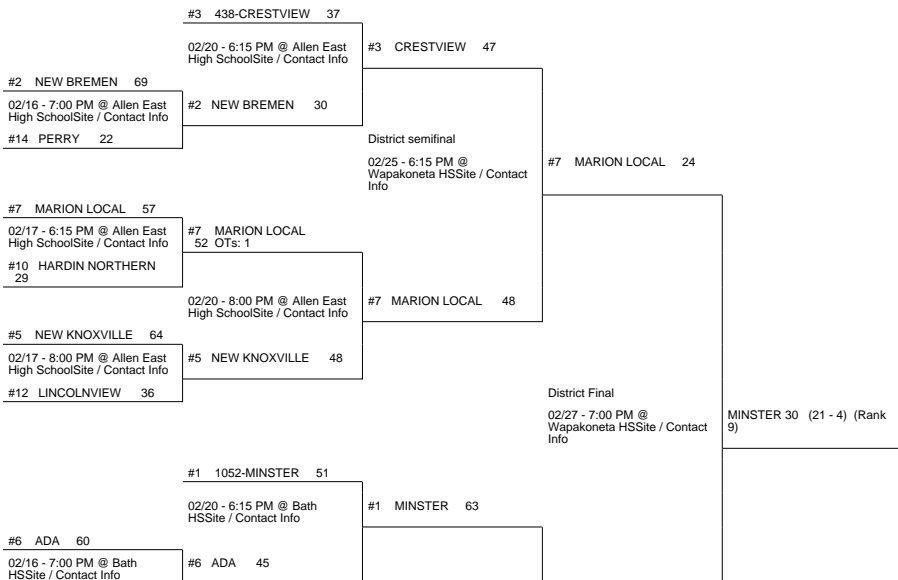 #3 438-CRESTVIEW 37
02/20 - 6:15 PM @ Allen East
High SchoolSite / Contact Info
#3 CRESTVIEW 47
#2 NEW BREMEN 69
02/16 - 7:00 PM @ Allen East
High SchoolSite / Contact Info
#2 NEW BREMEN 30
#14 PERRY 22
District semifinal
02/25 - 6:15 PM @
Wapakoneta HSSite / Contact
Info
#7 MARION LOCAL 24
#7 MARION LOCAL 57
02/17 - 6:15 PM @ Allen East
High SchoolSite / Contact Info
#7 MARION LOCAL
52 OTs: 1
#10 HARDIN NORTHERN
29
02/20 - 8:00 PM @ Allen East
High SchoolSite / Contact Info
#7 MARION LOCAL 48
#5 NEW KNOXVILLE 64
02/17 - 8:00 PM @ Allen East
High SchoolSite / Contact Info
#5 NEW KNOXVILLE 48
#12 LINCOLNVIEW 36
District Final
02/27 - 7:00 PM @
Wapakoneta HSSite / Contact
Info
MINSTER 30 (21 - 4) (Rank
9)
#1 1052-MINSTER 51
02/20 - 6:15 PM @ Bath
HSSite / Contact Info
#1 MINSTER 63
#6 ADA 60
02/16 - 7:00 PM @ Bath
HSSite / Contact Info
#6 ADA 45